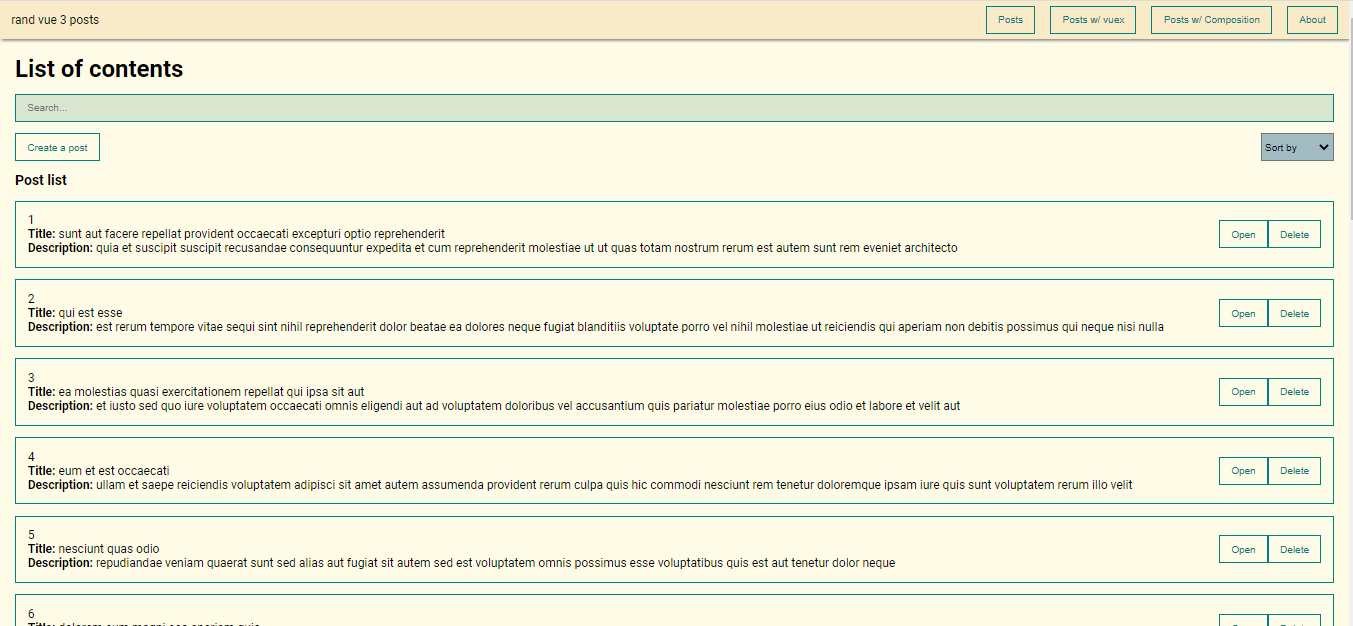 rand vue 3 posts Posts Posts w/ vuex Posts w/ Composition About
List of contents
Search...
Create a post Sort by
Post list
1
Title: sunt aut facere repellat provident occaecati excepturi optio reprehenderit
Description: quia et suscipit suscipit recusandae consequuntur expedita et cum reprehenderit molestiae ut ut quas totam nostrum rerum est autem sunt rem eveniet architecto
Open Delete
2
Title: qui est esse
Description: est rerum tempore vitae sequi sint nihil reprehenderit dolor beatae ea dolores neque fugiat blanditiis voluptate porro vel nihil molestiae ut reiciendis qui aperiam non debitis possimus qui neque nisi nulla
Open Delete
3
Title: ea molestias quasi exercitationem repellat qui ipsa sit aut
Description: et iusto sed quo iure voluptatem occaecati omnis eligendi aut ad voluptatem doloribus vel accusantium quis pariatur molestiae porro eius odio et labore et velit aut
Open Delete
4
Title: eum et est occaecati
Description: ullam et saepe reiciendis voluptatem adipisci sit amet autem assumenda provident rerum culpa quis hic commodi nesciunt rem tenetur doloremque ipsam iure quis sunt voluptatem rerum illo velit
Open Delete
5
Title: nesciunt quas odio
Description: repudiandae veniam quaerat sunt sed alias aut fugiat sit autem sed est voluptatem omnis possimus esse voluptatibus quis est aut tenetur dolor neque
Open Delete
6